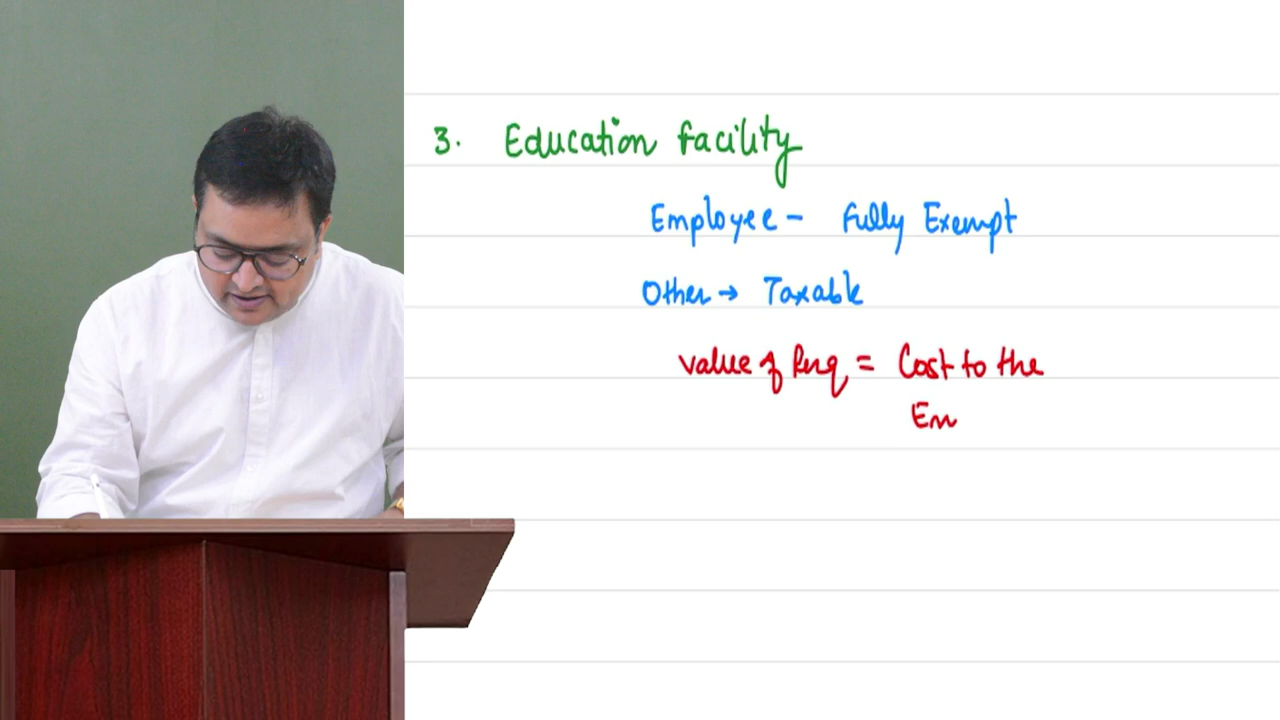 3. Education facility
Employee - Fully Exempt
Other → Taxable
value of Perq = Cost to the
Em